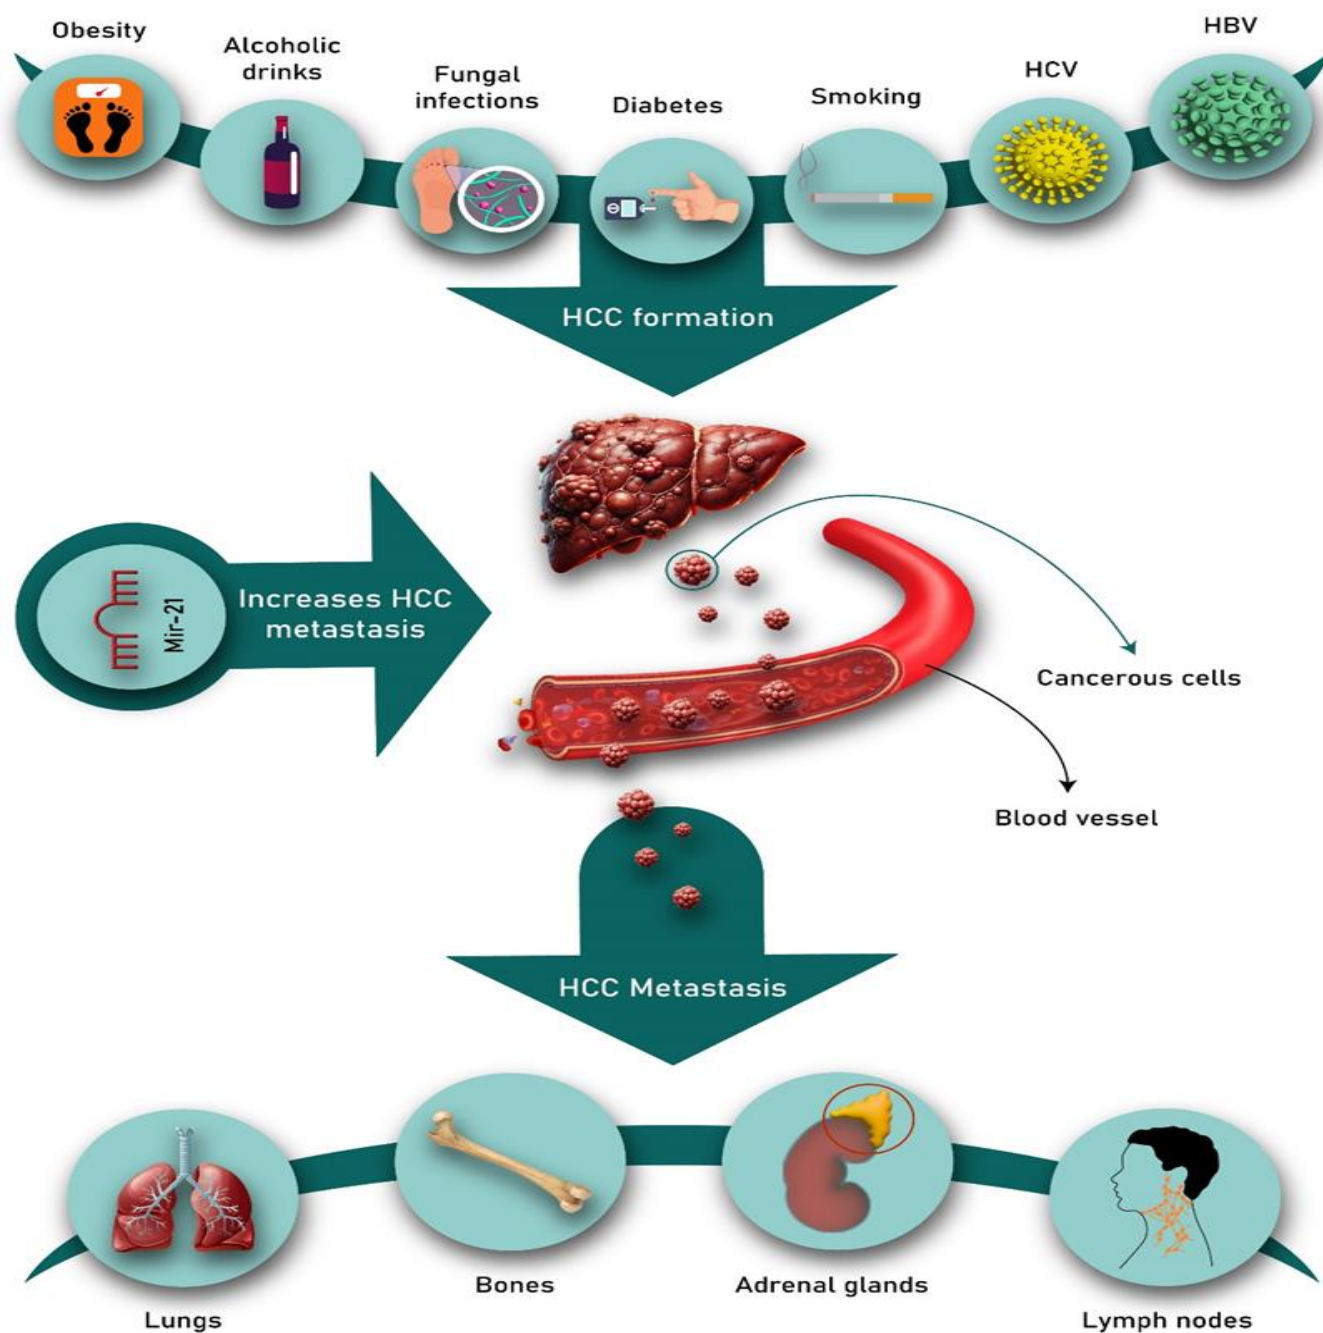 Obesity
Alcoholic
drinks
Fungal
infections
Diabetes
Smoking
HCV
HBV
HCC formation
Mir-21
Increases HCC
metastasis
Cancerous cells
Blood vessel
HCC Metastasis
Lungs
Bones
Adrenal glands
Lymph nodes